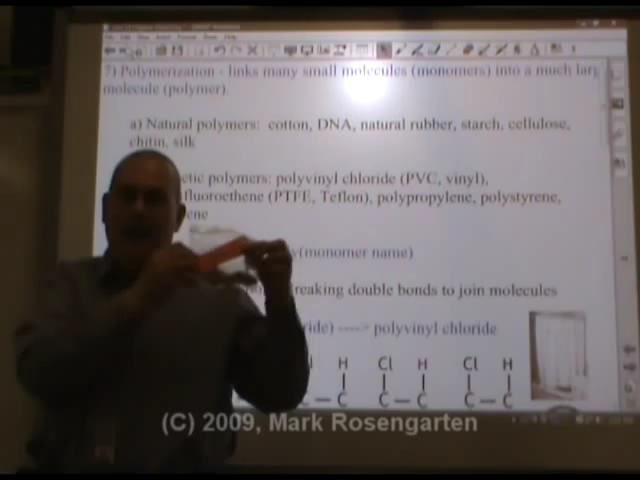 7) Polymerization - links many small molecules (monomers) into a much larg
molecule (polymer).
a) Natural polymers: cotton, DNA, natural rubber, starch, cellulose,
chitin, silk
etic polymers: polyvinyl chloride (PVC, vinyl),
fluoroethene (PTFE, Teflon), polypropylene, polystyrene,
ene
y(monomer name)
reaking double bonds to join molecules
ride) ----> polyvinyl chloride
H Cl H Cl H
C C – C C – C
(C) 2009, Mark Rosengarten